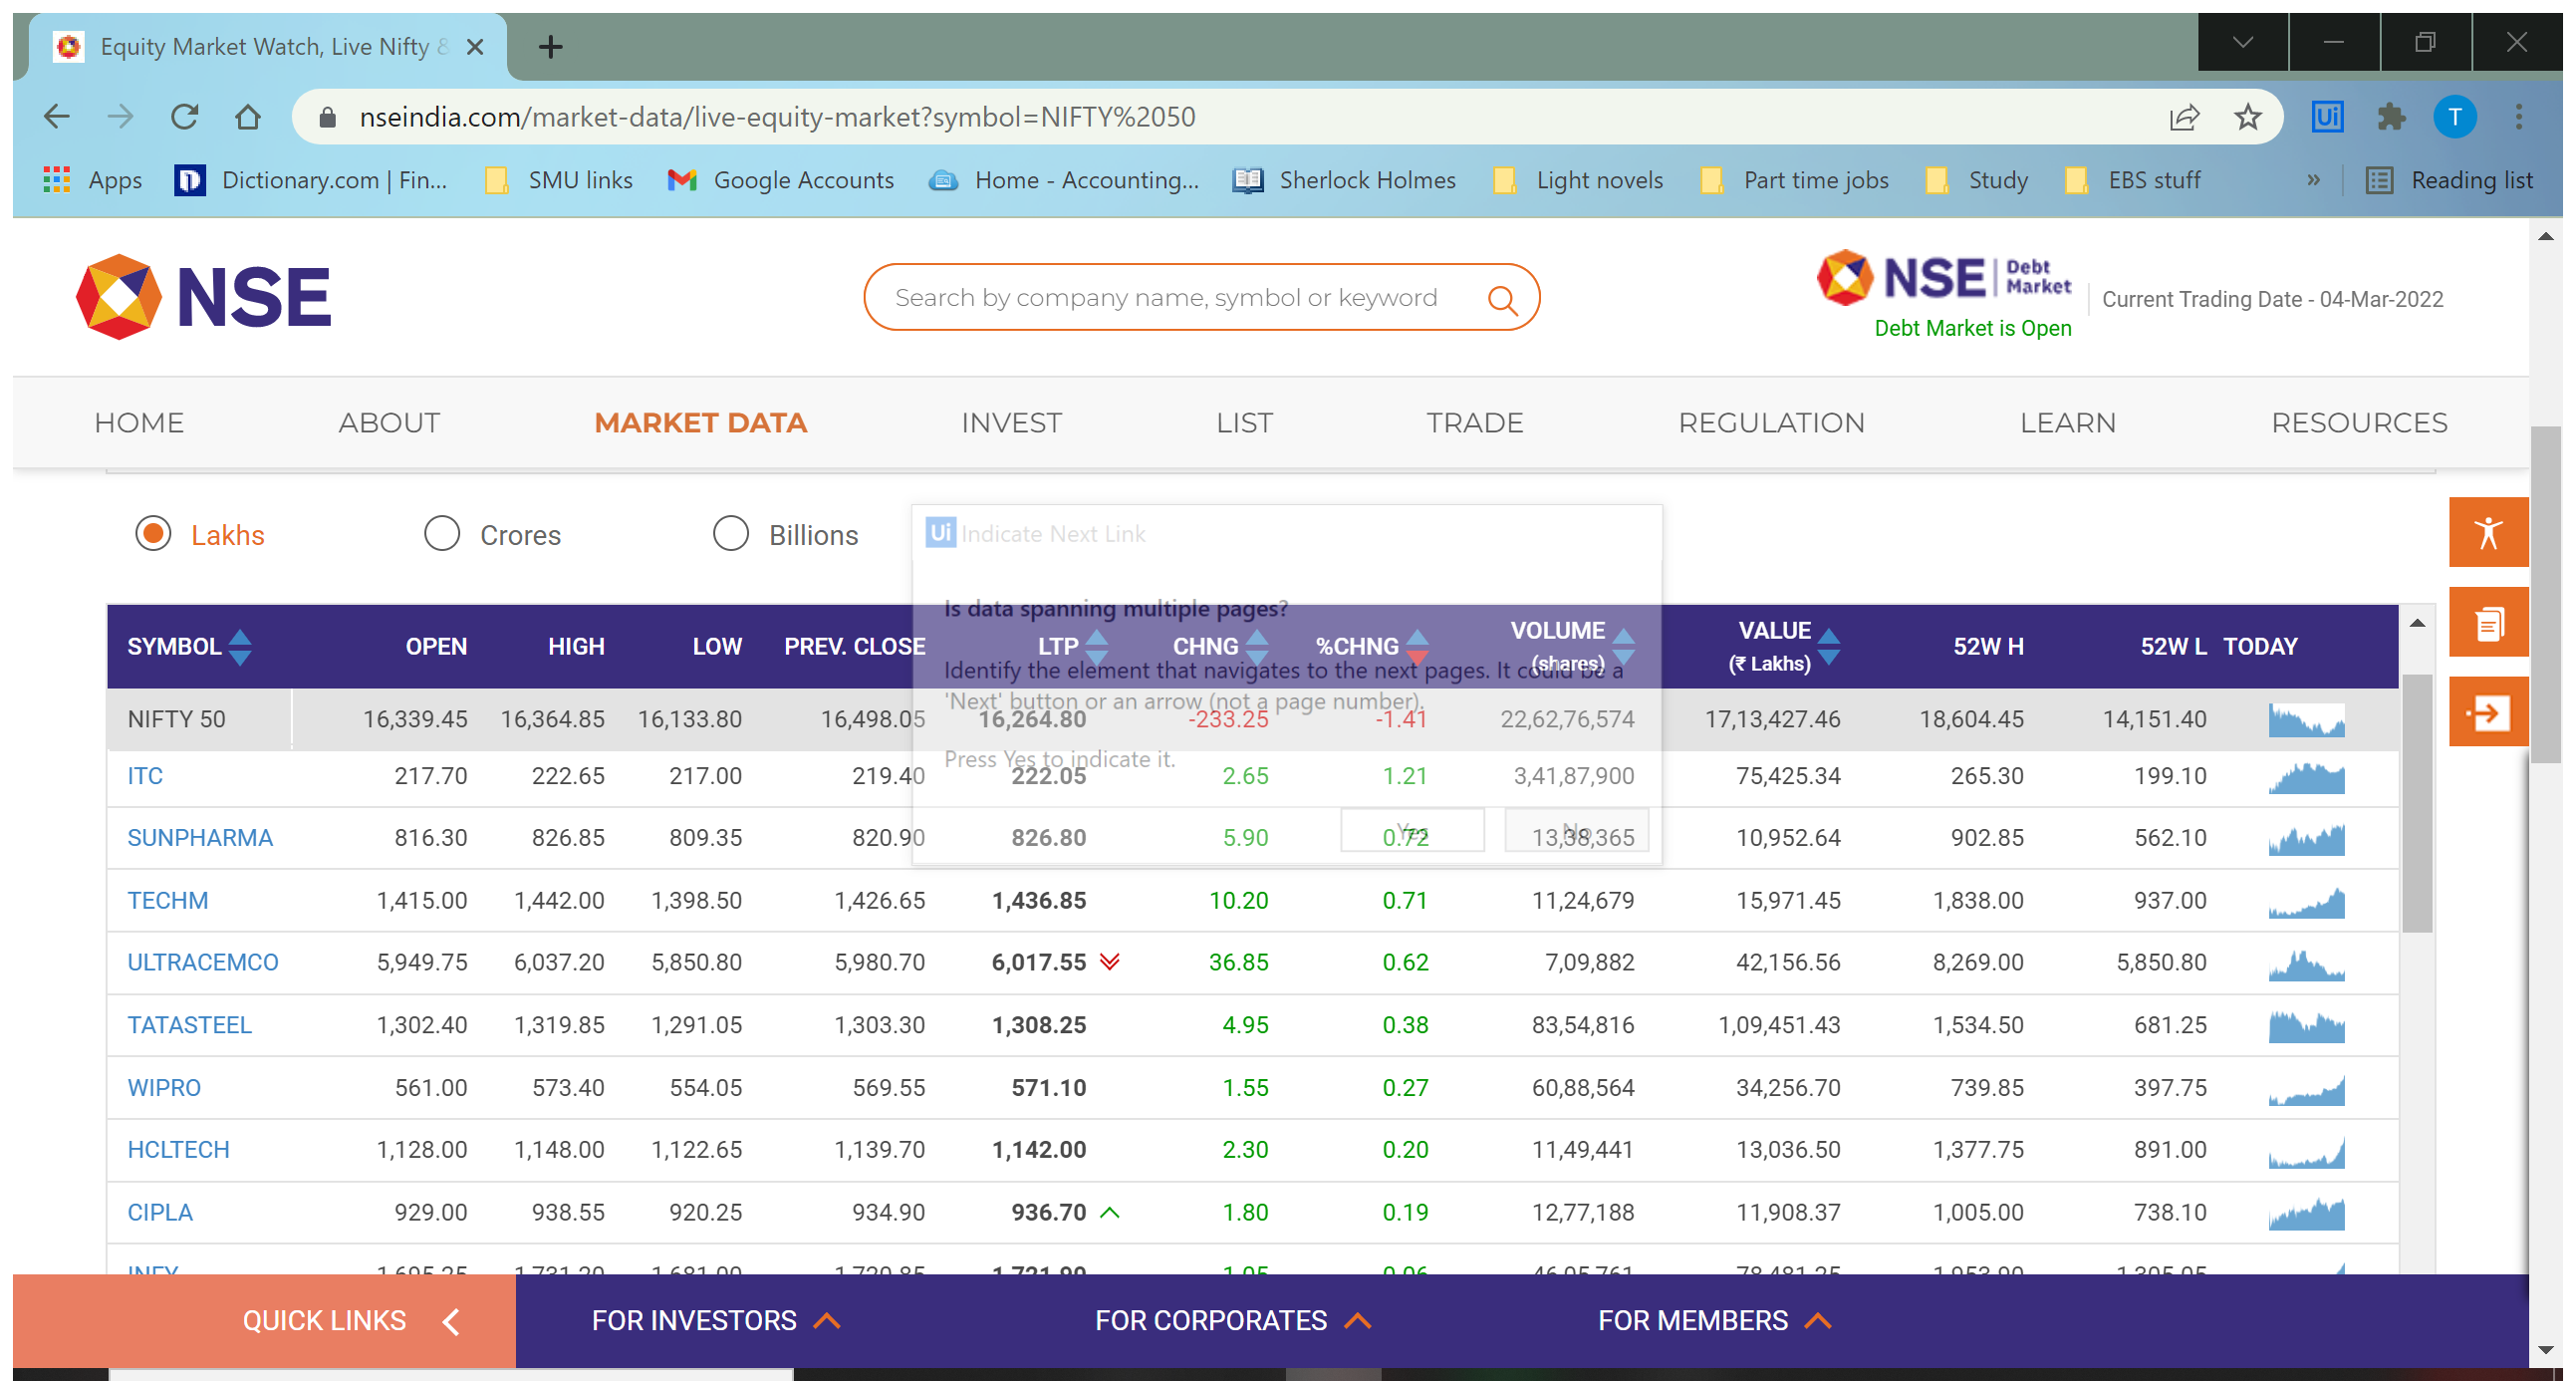 Equity Market Watch, Live Nifty &
nseindia.com/market-data/live-equity-market?symbol=NIFTY%2050
Ui
T
Apps
Dictionary.com | Fin...
SMU links
Google Accounts
Home - Accounting...
Sherlock Holmes
Light novels
Part time jobs
Study
EBS stuff
»
Reading list
NSE
Search by company name, symbol or keyword
NSE Debt Market
Debt Market is Open
Current Trading Date - 04-Mar-2022
HOME ABOUT MARKET DATA INVEST LIST TRADE REGULATION LEARN RESOURCES
Lakhs Crores Billions
Ui Indicate Next Link
Is data spanning multiple pages?
Identify the element that navigates to the next pages. It could be a
'Next' button or an arrow (not a page number).
Press Yes to indicate it.
Yes No
SYMBOL OPEN HIGH LOW PREV. CLOSE LTP CHNG %CHNG VOLUME (shares) VALUE (₹ Lakhs) 52W H 52W L TODAY
NIFTY 50 16,339.45 16,364.85 16,133.80 16,498.05 16,264.80 -233.25 -1.41 22,62,76,574 17,13,427.46 18,604.45 14,151.40
ITC 217.70 222.65 217.00 219.40 222.05 2.65 1.21 3,41,87,900 75,425.34 265.30 199.10
SUNPHARMA 816.30 826.85 809.35 820.90 826.80 5.90 0.72 13,38,365 10,952.64 902.85 562.10
TECHM 1,415.00 1,442.00 1,398.50 1,426.65 1,436.85 10.20 0.71 11,24,679 15,971.45 1,838.00 937.00
ULTRACEMCO 5,949.75 6,037.20 5,850.80 5,980.70 6,017.55 36.85 0.62 7,09,882 42,156.56 8,269.00 5,850.80
TATASTEEL 1,302.40 1,319.85 1,291.05 1,303.30 1,308.25 4.95 0.38 83,54,816 1,09,451.43 1,534.50 681.25
WIPRO 561.00 573.40 554.05 569.55 571.10 1.55 0.27 60,88,564 34,256.70 739.85 397.75
HCLTECH 1,128.00 1,148.00 1,122.65 1,139.70 1,142.00 2.30 0.20 11,49,441 13,036.50 1,377.75 891.00
CIPLA 929.00 938.55 920.25 934.90 936.70 1.80 0.19 12,77,188 11,908.37 1,005.00 738.10
QUICK LINKS FOR INVESTORS FOR CORPORATES FOR MEMBERS